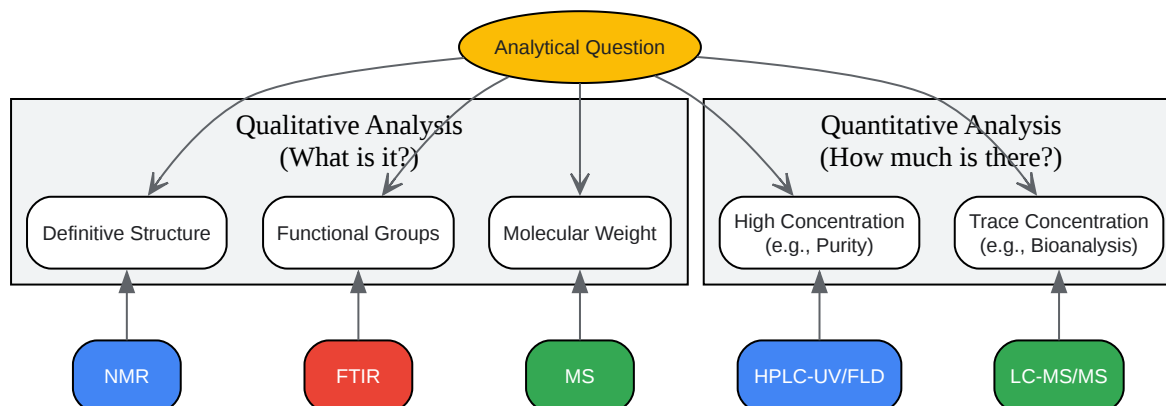 Analytical Question
Qualitative Analysis
(What is it?)
Quantitative Analysis
(How much is there?)
Definitive Structure
Functional Groups
Molecular Weight
High Concentration
(e.g., Purity)
Trace Concentration
(e.g., Bioanalysis)
NMR
FTIR
MS
HPLC-UV/FLD
LC-MS/MS